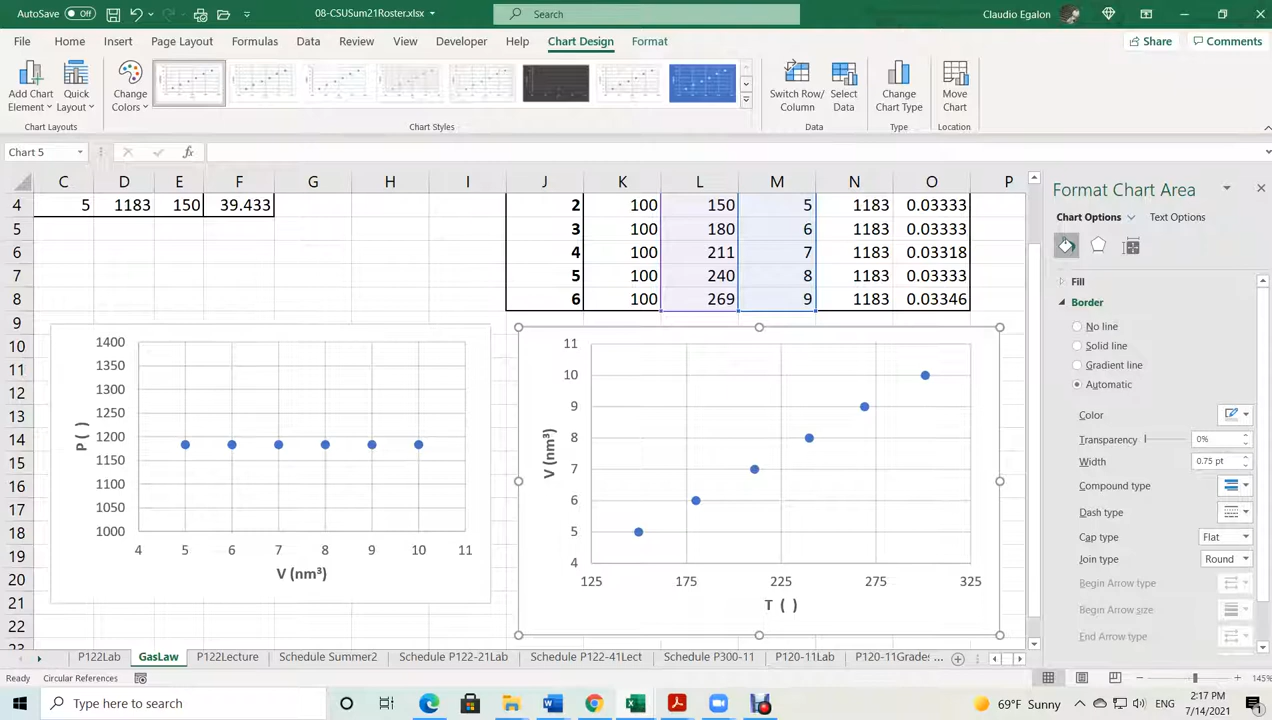 AutoSave Off 08-CSUSum21Roster.xlsx Search Claudio Egalon
File Home Insert Page Layout Formulas Data Review View Developer Help Chart Design Format Share Comments
Add Chart Element Quick Layout Change Colors Switch Row/ Column Select Data Change Chart Type Move Chart
Chart Layouts Chart Styles Data Type Location
Chart 5 fx
C D E F G H I J K L M N O P
4 5 1183 150 39.433 2 100 150 5 1183 0.03333
5 3 100 180 6 1183 0.03333
6 4 100 211 7 1183 0.03318
7 5 100 240 8 1183 0.03333
8 6 100 269 9 1183 0.03346
9
10
11
12
13
14
15
16
17
18
19
20
21
22
23
1400
1350
1300
1250
1200
1150
1100
1050
1000
P ( )
4 5 6 7 8 9 10 11
V (nm³)
11
10
9
8
7
6
5
4
V (nm³)
125 175 225 275 325
T ( )
Format Chart Area
Chart Options Text Options
Fill
Border
No line
Solid line
Gradient line
Automatic
Color
Transparency 0%
Width 0.75 pt
Compound type
Dash type
Cap type Flat
Join type Round
Begin Arrow type
Begin Arrow size
End Arrow type
P122Lab GasLaw P122Lecture Schedule Summer2 Schedule P122-21Lab Schedule P122-41Lect Schedule P300-11 P120-11Lab P120-11Grades ...
Ready Circular References 145%
Type here to search 69°F Sunny ENG 2:17 PM
7/14/2021 1